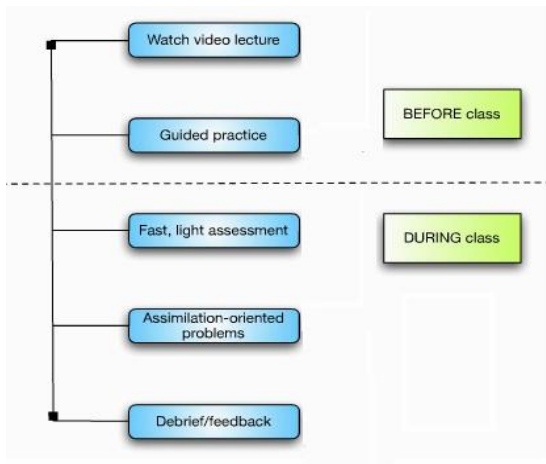 Watch video lecture
BEFORE class
Guided practice
Fast, light assessment
DURING class
Assimilation-oriented
problems
Debrief/feedback